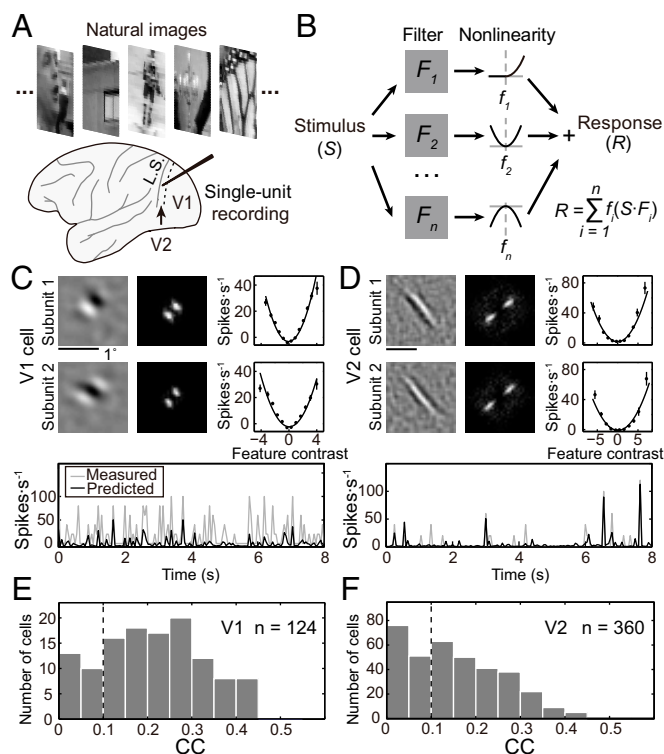 A
Natural images
...
...
L.S.
V1
V2
Single-unit
recording
B
Filter
Nonlinearity
Stimulus
(S)
F1
f1
F2
f2
...
Fn
fn
+
Response
(R)
R = n∑i = 1 fi(S·Fi)
C
V1 cell
Subunit 1
1°
Spikes·s-1
40
20
0
Subunit 2
Spikes·s-1
40
20
0
-4
0
4
Feature contrast
Measured
Predicted
Spikes·s-1
100
50
0
0
2
4
6
8
Time (s)
D
V2 cell
Subunit 1
Spikes·s-1
80
40
0
Subunit 2
Spikes·s-1
80
40
0
-5
0
5
Feature contrast
Spikes·s-1
100
50
0
0
2
4
6
8
Time (s)
E
V1 n = 124
Number of cells
20
15
10
5
0
0
0.1
0.2
0.3
0.4
0.5
CC
F
V2 n = 360
Number of cells
80
60
40
20
0
0
0.1
0.2
0.3
0.4
0.5
CC